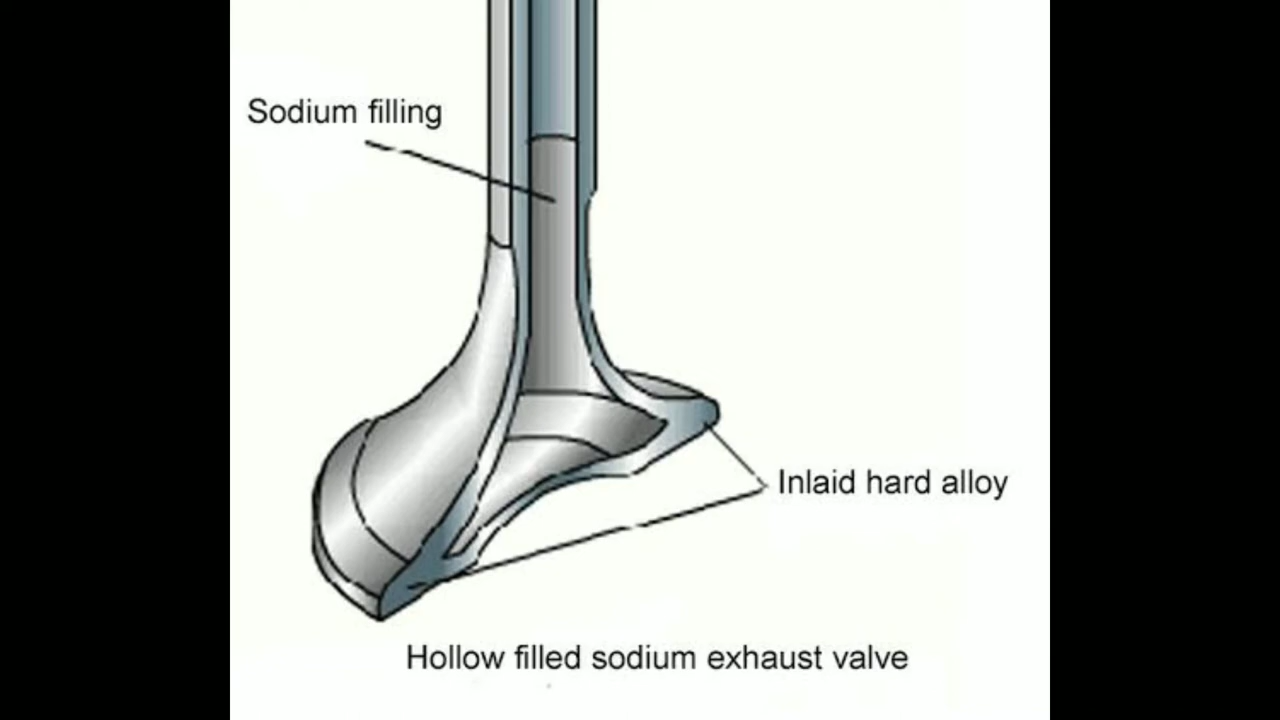 Sodium filling
Inlaid hard alloy
Hollow filled sodium exhaust valve